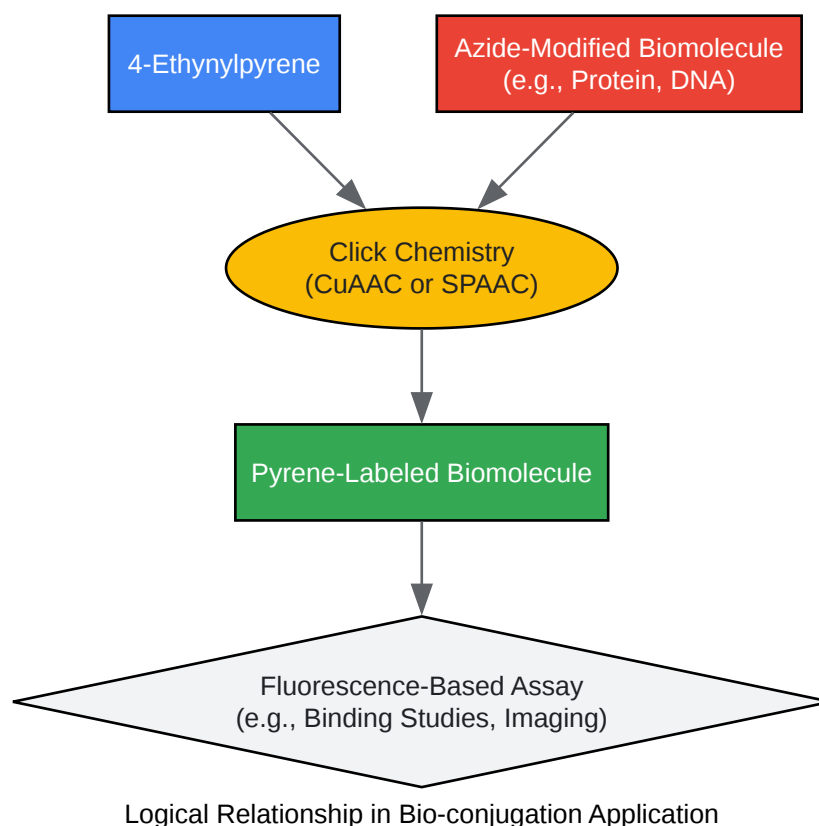 4-Ethynylpyrene
Azide-Modified Biomolecule
(e.g., Protein, DNA)
Click Chemistry
(CuAAC or SPAAC)
Pyrene-Labeled Biomolecule
Fluorescence-Based Assay
(e.g., Binding Studies, Imaging)
Logical Relationship in Bio-conjugation Application